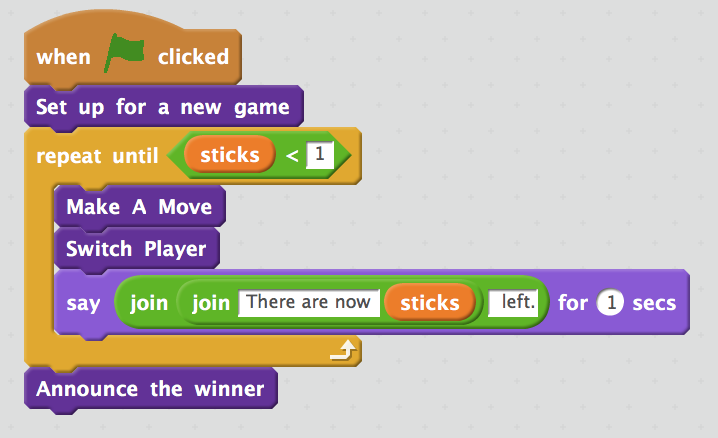 when clicked
Set up for a new game
repeat until sticks < 1
Make A Move
Switch Player
say join join There are now sticks left. for 1 secs
Announce the winner